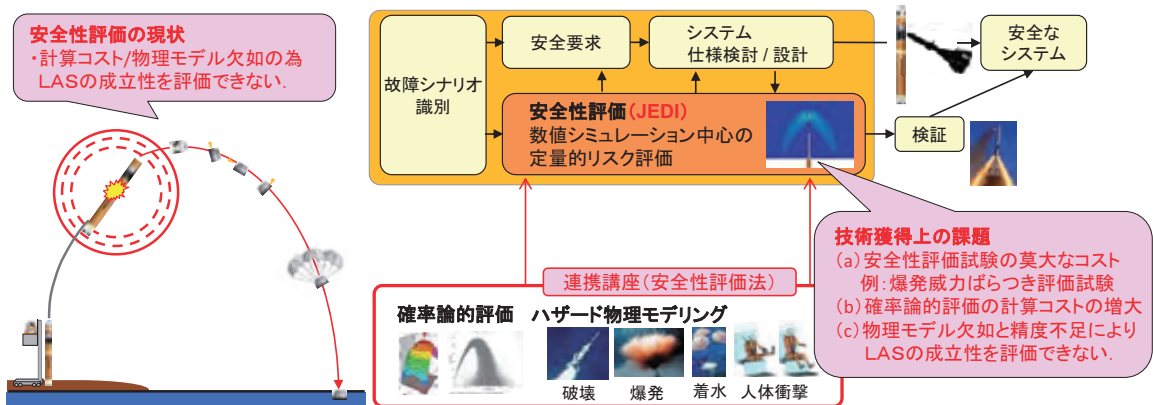 安全性評価の現状
・計算コスト/物理モデル欠如の為
LASの成立性を評価できない.
故障シナリオ
識別
安全要求
システム
仕様検討/設計
安全性評価(JEDI)
数値シミュレーション中心の
定量的リスク評価
安全な
システム
検証
技術獲得上の課題
(a)安全性評価試験の莫大なコスト
例:爆発威力ばらつき評価試験
(b)確率論的評価の計算コストの増大
(c)物理モデル欠如と精度不足により
LASの成立性を評価できない.
連携講座(安全性評価法)
確率論的評価
ハザード物理モデリング
破壊
爆発
着水
人体衝撃